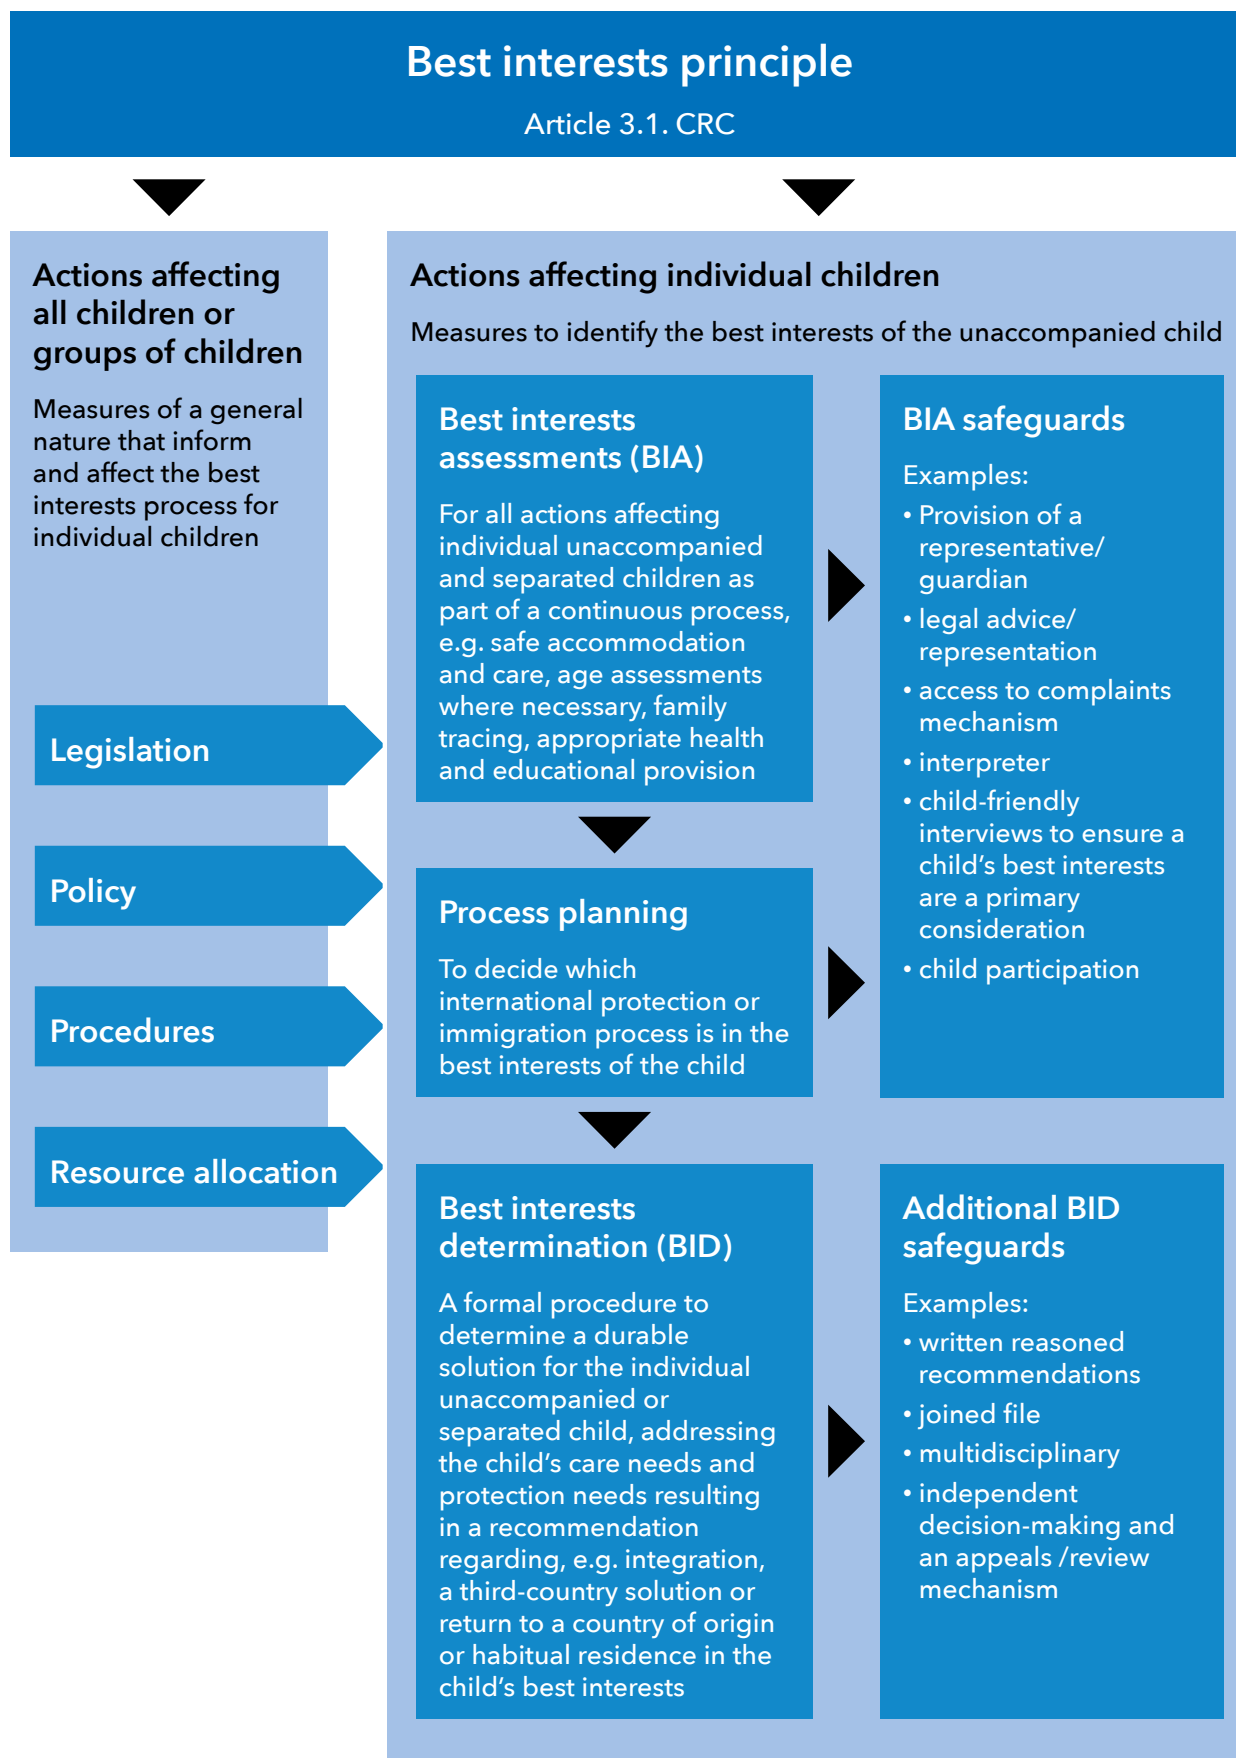 Best interests principle
Article 3.1. CRC
Actions affecting
all children or
groups of children
Measures of a general
nature that inform
and affect the best
interests process for
individual children
Legislation
Policy
Procedures
Resource allocation
Actions affecting individual children
Measures to identify the best interests of the unaccompanied child
Best interests
assessments (BIA)
For all actions affecting
individual unaccompanied
and separated children as
part of a continuous process,
e.g. safe accommodation
and care, age assessments
where necessary, family
tracing, appropriate health
and educational provision
BIA safeguards
Examples:
• Provision of a
representative/
guardian
• legal advice/
representation
• access to complaints
mechanism
• interpreter
• child-friendly
interviews to ensure a
child’s best interests
are a primary
consideration
• child participation
Process planning
To decide which
international protection or
immigration process is in the
best interests of the child
Best interests
determination (BID)
A formal procedure to
determine a durable
solution for the individual
unaccompanied or
separated child, addressing
the child’s care needs and
protection needs resulting
in a recommendation
regarding, e.g. integration,
a third-country solution or
return to a country of origin
or habitual residence in the
child’s best interests
Additional BID
safeguards
Examples:
• written reasoned
recommendations
• joined file
• multidisciplinary
• independent
decision-making and
an appeals /review
mechanism